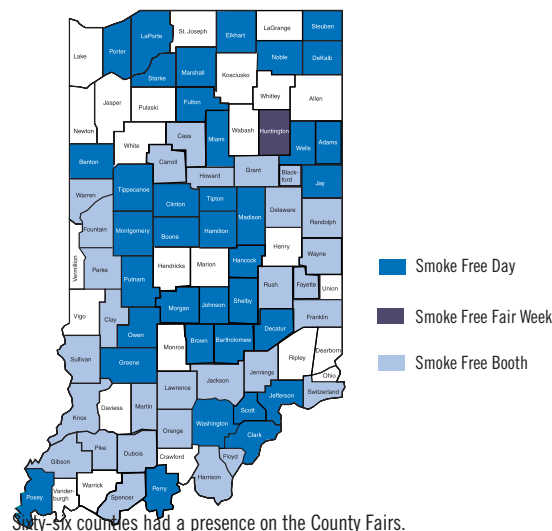 St. Joseph
LaGrange
Steuben
LaPorte
Elkhart
Porter
Lake
Noble
DeKalb
Starke
Marshall
Kosciusko
Whitley
Allen
Jasper
Pulaski
Fulton
Newton
Wabash
Huntington
White
Cass
Miami
Wells
Adams
Benton
Carroll
Howard
Grant
Black-
ford
Jay
Warren
Tippecanoe
Clinton
Tipton
Madison
Delaware
Randolph
Fountain
Montgomery
Boone
Hamilton
Henry
Wayne
Vermillion
Parke
Putnam
Hendricks
Marion
Hancock
Rush
Fayette
Union
Vigo
Clay
Morgan
Johnson
Shelby
Franklin
Owen
Decatur
Sullivan
Greene
Monroe
Brown
Bartholomew
Ripley
Dearborn
Ohio
Jennings
Switzerland
Knox
Daviess
Martin
Lawrence
Jackson
Jefferson
Scott
Washington
Orange
Clark
Gibson
Pike
Dubois
Crawford
Floyd
Harrison
Posey
Vander-
burgh
Warrick
Spencer
Perry
Smoke Free Day
Smoke Free Fair Week
Smoke Free Booth
Sixty-six counties had a presence on the County Fairs.